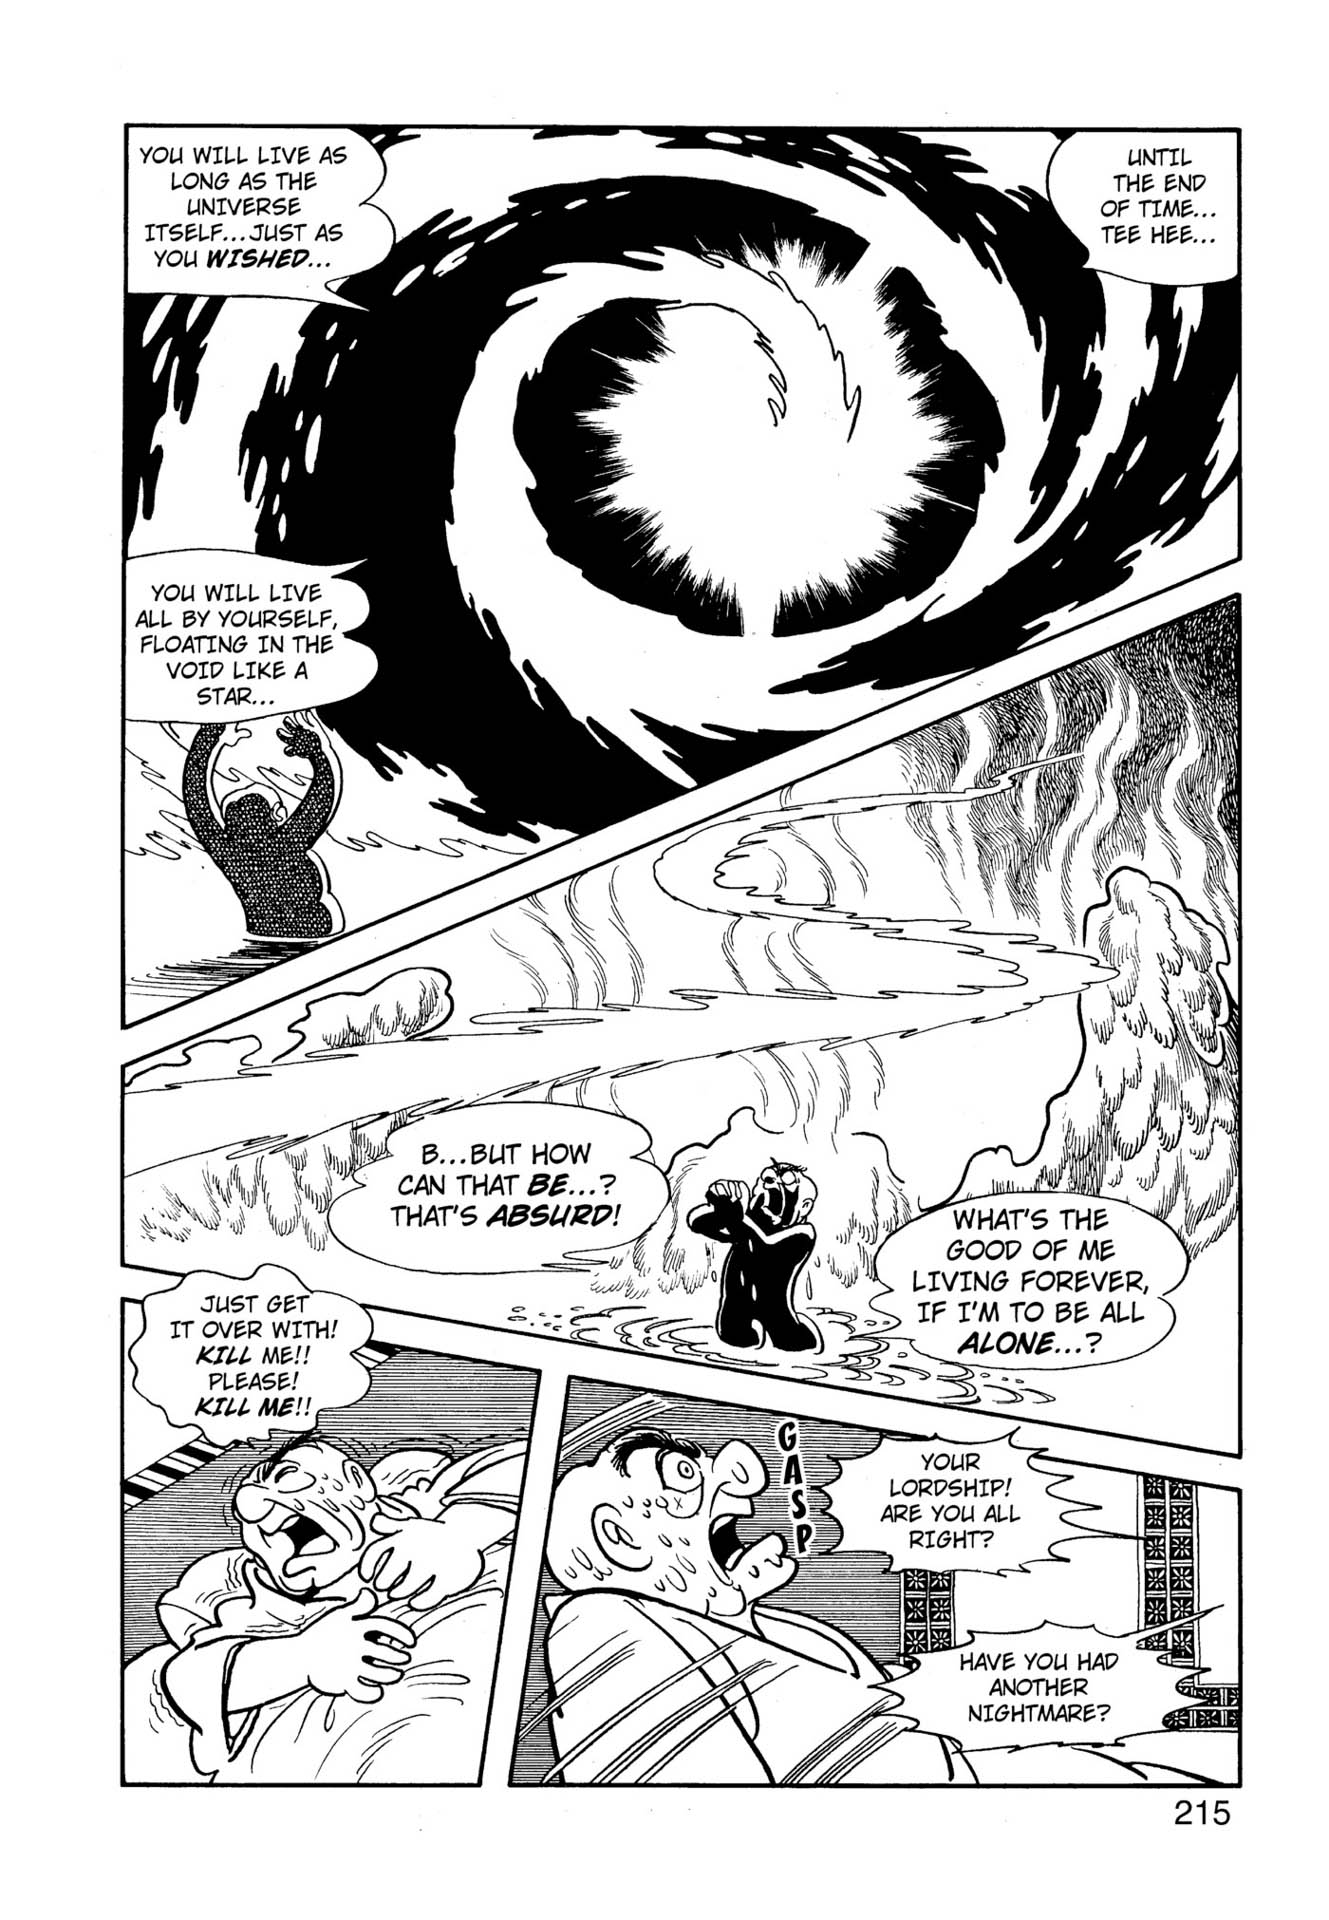 YOU WILL LIVE AS
LONG AS THE
UNIVERSE
ITSELF...JUST AS
YOU WISHED...
UNTIL
THE END
OF TIME...
TEE HEE...
YOU WILL LIVE
ALL BY YOURSELF,
FLOATING IN THE
VOID LIKE A
STAR...
B...BUT HOW
CAN THAT BE...?
THAT'S ABSURD!
WHAT'S THE
GOOD OF ME
LIVING FOREVER,
IF I'M TO BE ALL
ALONE...?
JUST GET
IT OVER WITH!
KILL ME!!
PLEASE!
KILL ME!!
GASP
YOUR
LORDSHIP!
ARE YOU ALL
RIGHT?
HAVE YOU HAD
ANOTHER
NIGHTMARE?
215